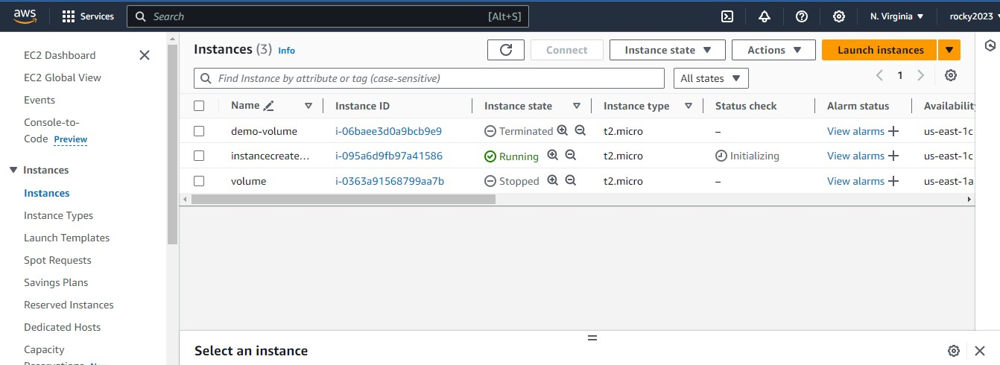 aws Services Search [Alt+S] N. Virginia rocky2023
EC2 Dashboard
EC2 Global View
Events
Console-to-
Code Preview
Instances
Instances
Instance Types
Launch Templates
Spot Requests
Savings Plans
Reserved Instances
Dedicated Hosts
Capacity
Reservations New
Instances (3) Info Connect Instance state Actions Launch instances
Find Instance by attribute or tag (case-sensitive) All states 1
Name Instance ID Instance state Instance type Status check Alarm status Availability
demo-volume i-06baee3d0a9bcb9e9 Terminated t2.micro – View alarms + us-east-1c
instancecreate... i-095a6d9fb97a41586 Running t2.micro Initializing View alarms + us-east-1c
volume i-0363a91568799aa7b Stopped t2.micro – View alarms + us-east-1a
Select an instance